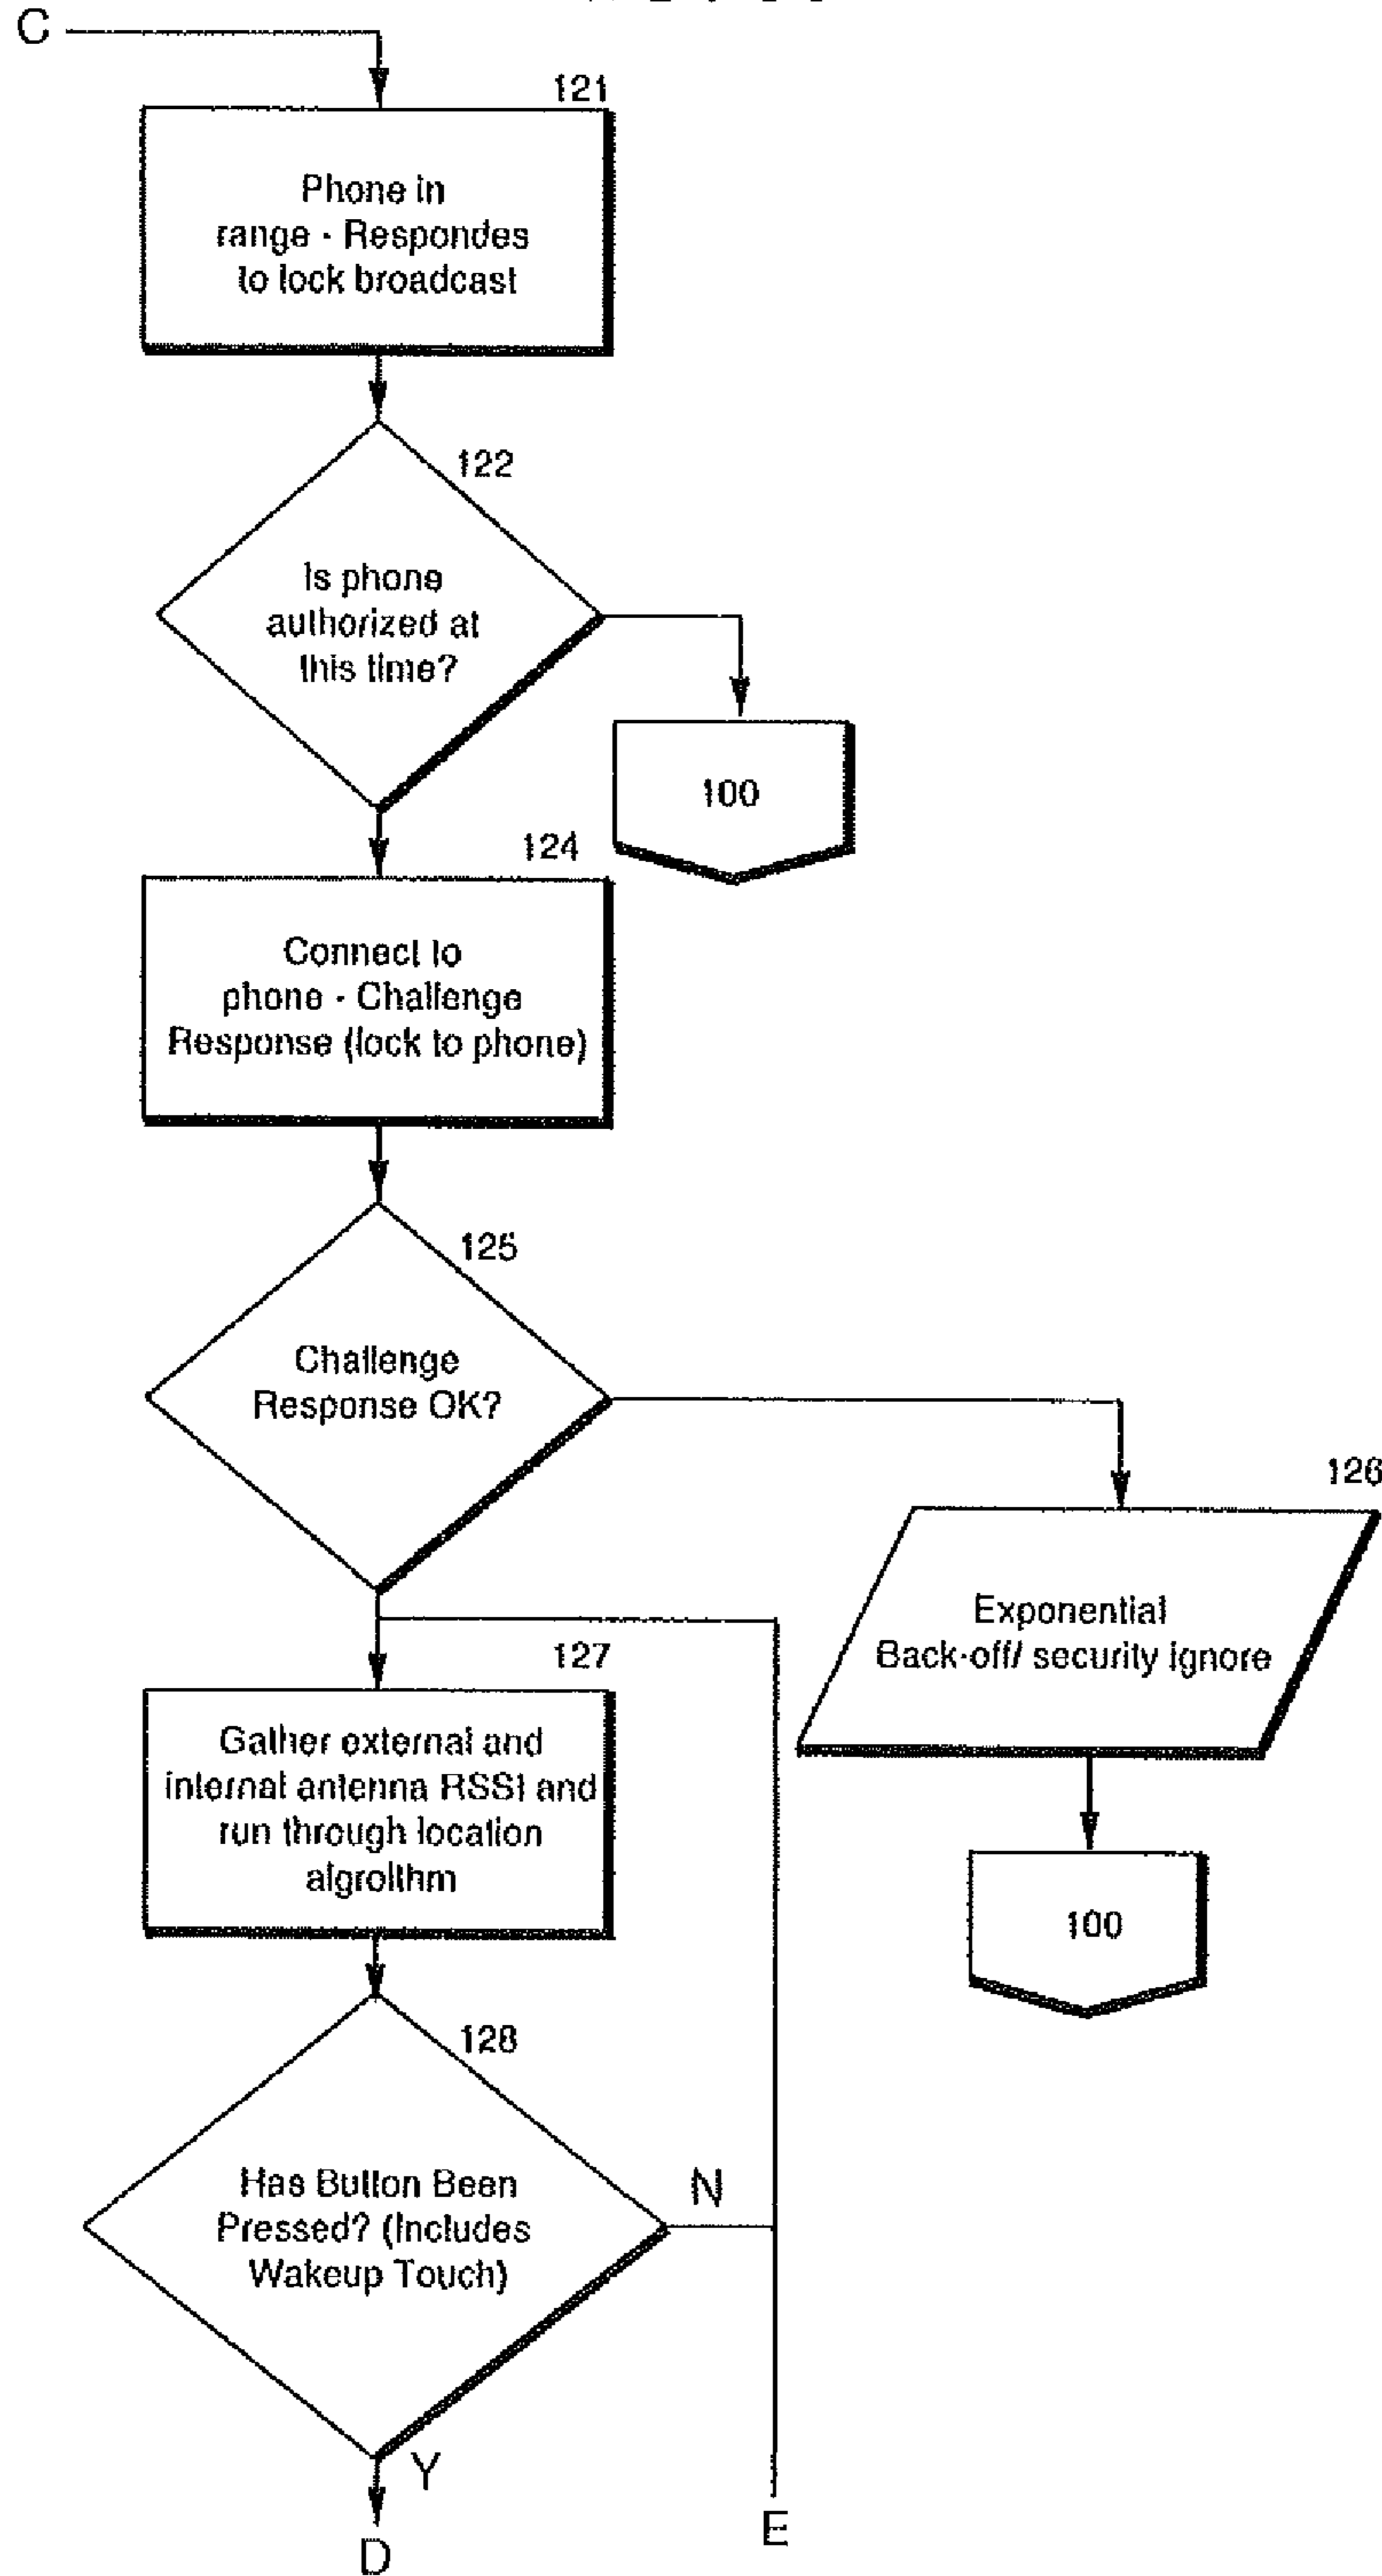 C
121
Phone in
range - Respondes
to lock broadcast
122
Is phone
authorized at
this time?
100
124
Connect to
phone - Challenge
Response (lock to phone)
125
Challenge
Response OK?
126
Exponential
Back-off/ security ignore
100
127
Gather external and
internal antenna RSSI and
run through location
algroithm
128
Has Button Been
Pressed? (Includes
Wakeup Touch)
N
Y
D
E